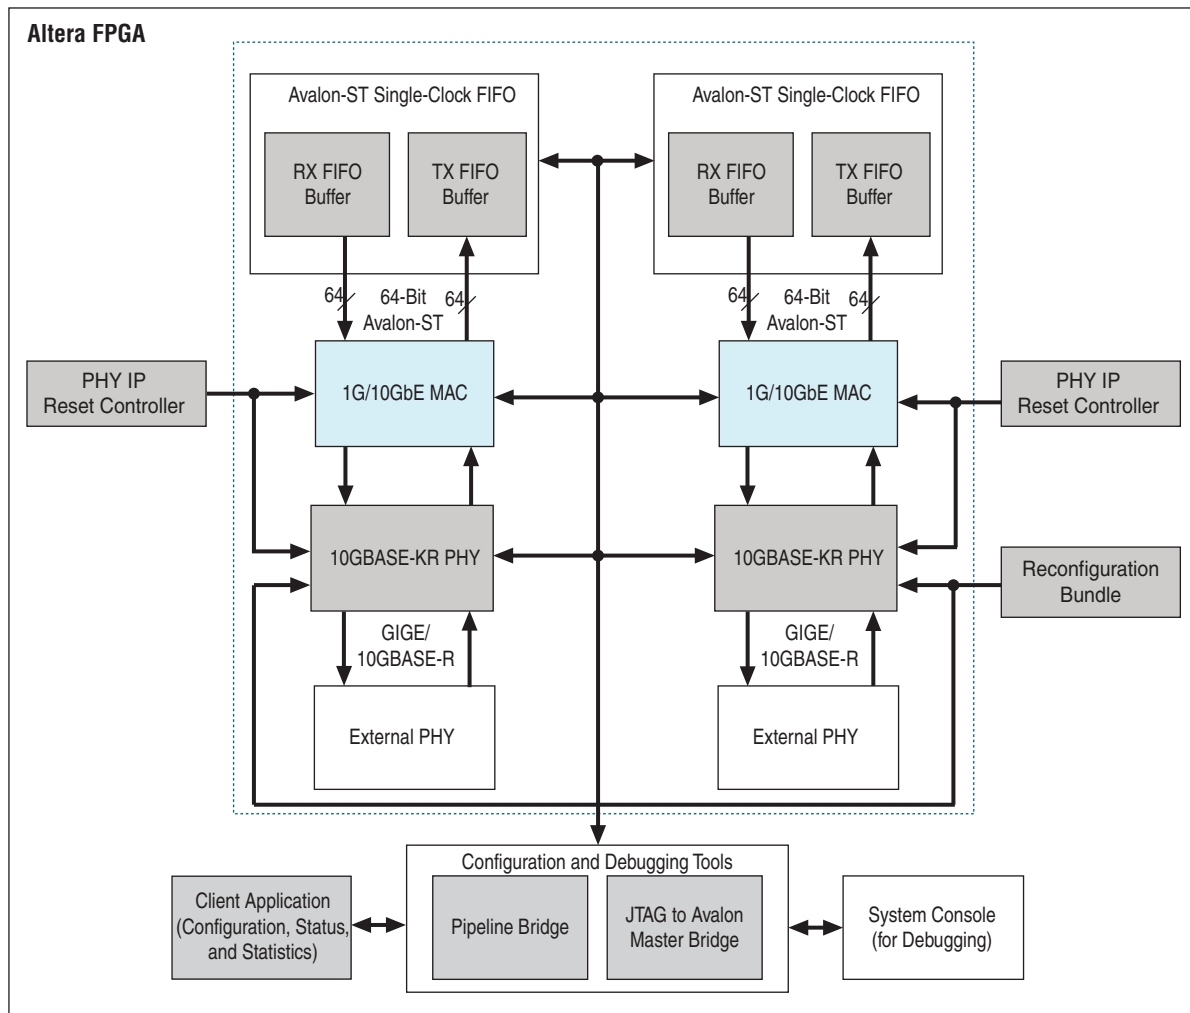 Altera FPGA
Avalon-ST Single-Clock FIFO
RX FIFO
Buffer
TX FIFO
Buffer
Avalon-ST Single-Clock FIFO
RX FIFO
Buffer
TX FIFO
Buffer
64
64-Bit
Avalon-ST
64
64
64-Bit
Avalon-ST
64
PHY IP
Reset Controller
1G/10GbE MAC
1G/10GbE MAC
PHY IP
Reset Controller
10GBASE-KR PHY
10GBASE-KR PHY
Reconfiguration
Bundle
GIGE/
10GBASE-R
GIGE/
10GBASE-R
External PHY
External PHY
Configuration and Debugging Tools
Client Application
(Configuration, Status,
and Statistics)
Pipeline Bridge
JTAG to Avalon
Master Bridge
System Console
(for Debugging)